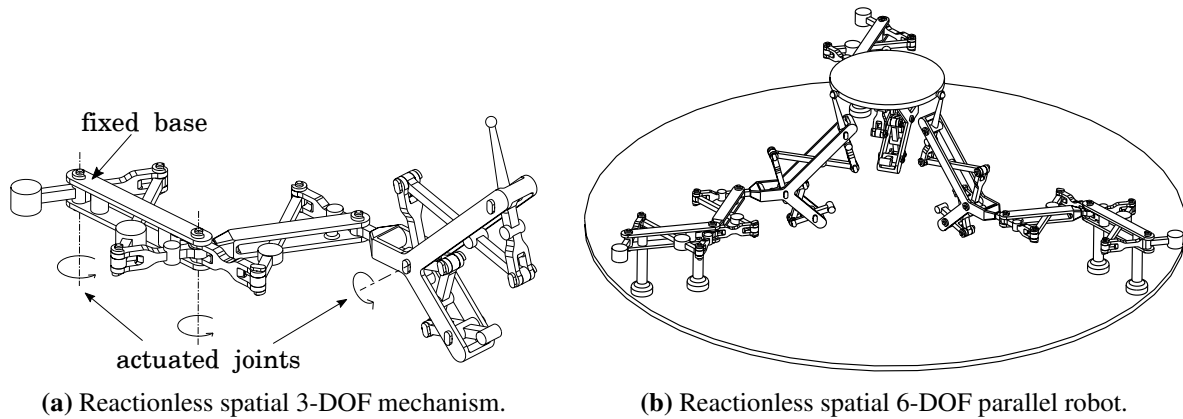 fixed base
actuated joints
(a) Reactionless spatial 3-DOF mechanism.
(b) Reactionless spatial 6-DOF parallel robot.